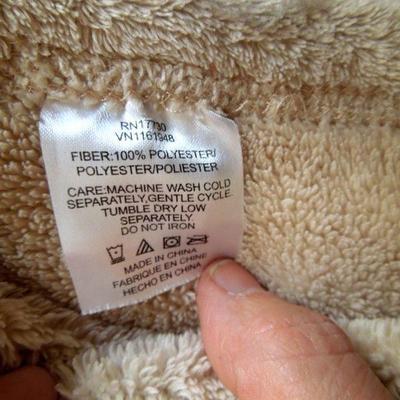 RN17730
VN1161948
FIBER:100% POLYESTER/
POLYESTER/POLIESTER
CARE:MACHINE WASH COLD
SEPARATELY,GENTLE CYCLE.
TUMBLE DRY LOW
SEPARATELY.
DO NOT IRON
MADE IN CHINA
FABRIQUE EN CHINE
HECHO EN CHINA